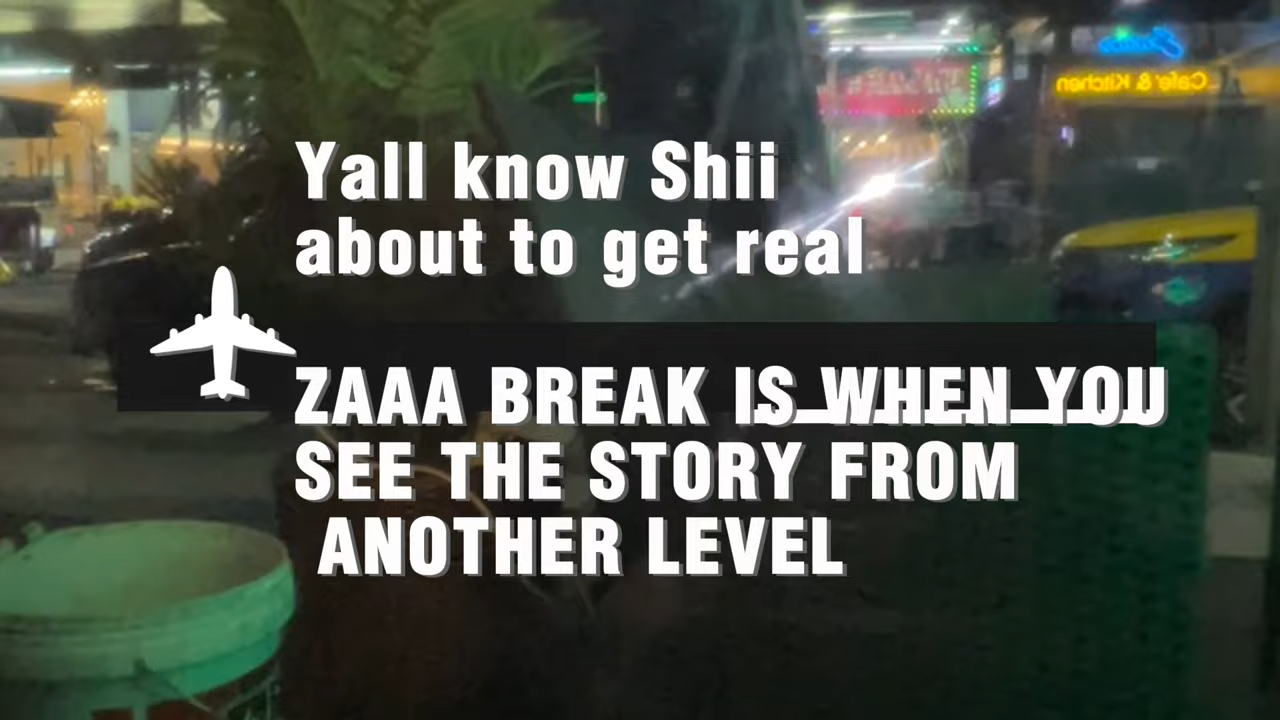 Cafe & Kitchen
Yall know Shii
about to get real
ZAAA BREAK IS WHEN YOU
SEE THE STORY FROM
ANOTHER LEVEL